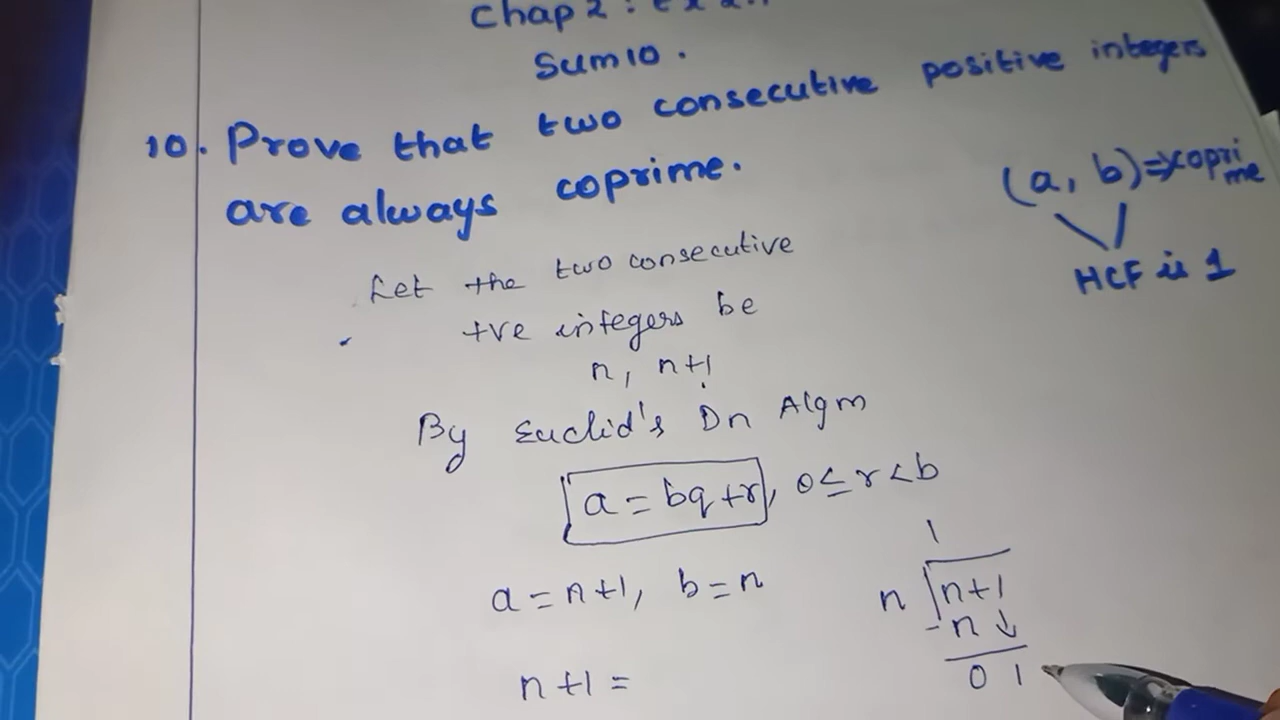 Chap 2 :
Sum 10.
10. Prove that two consecutive positive integers
are always coprime.
(a, b) => coprime
HCF is 1
Let the two consecutive
+ve integers be
n, n+1
By Euclid's Dn Algm
a = bq + r, 0 ≤ r < b
a = n+1, b = n
1
n n+1
-n ↓
0 1
n+1 =